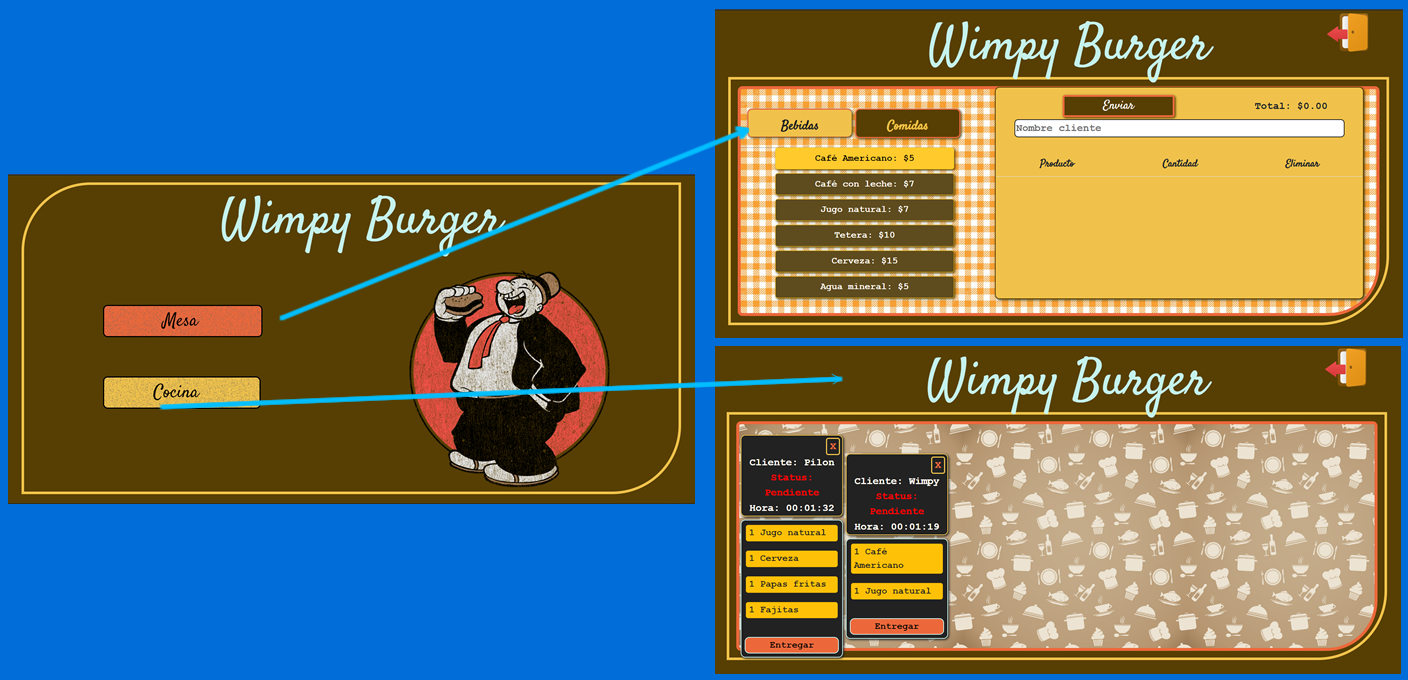 Wimpy Burger
Mesa
Cocina
Wimpy Burger
Bebidas
Comidas
Café Americano: $5
Café con leche: $7
Jugo natural: $7
Tetera: $10
Cerveza: $15
Agua mineral: $5
Enviar
Total: $0.00
Nombre cliente
Producto
Cantidad
Eliminar
Wimpy Burger
X
Cliente: Pilon
Status:
Pendiente
Hora: 00:01:32
1 Jugo natural
1 Cerveza
1 Papas fritas
1 Fajitas
Entregar
X
Cliente: Wimpy
Status:
Pendiente
Hora: 00:01:19
1 Café
Americano
1 Jugo natural
Entregar